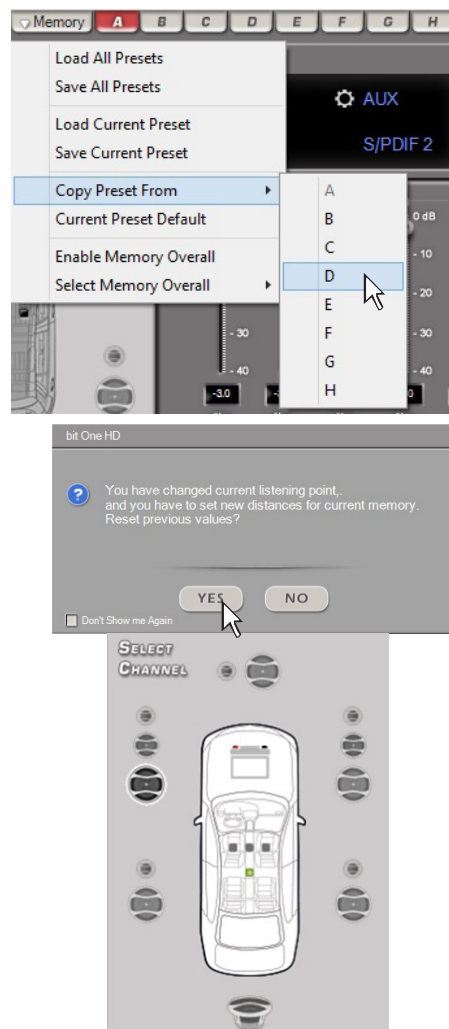 Memory A B C D E F G H
Load All Presets
Save All Presets
AUX
Load Current Preset
S/PDIF 2
Save Current Preset
Copy Preset From
A
Current Preset Default
B
0 dB
Enable Memory Overall
C
- 10
Select Memory Overall
D
- 20
E
- 30
F
- 30
G
- 40
- 40
H
-3.0
bit One HD
You have changed current listening point,.
and you have to set new distances for current memory.
Reset previous values?
YES NO
Don't Show me Again
SELECT
CHANNEL